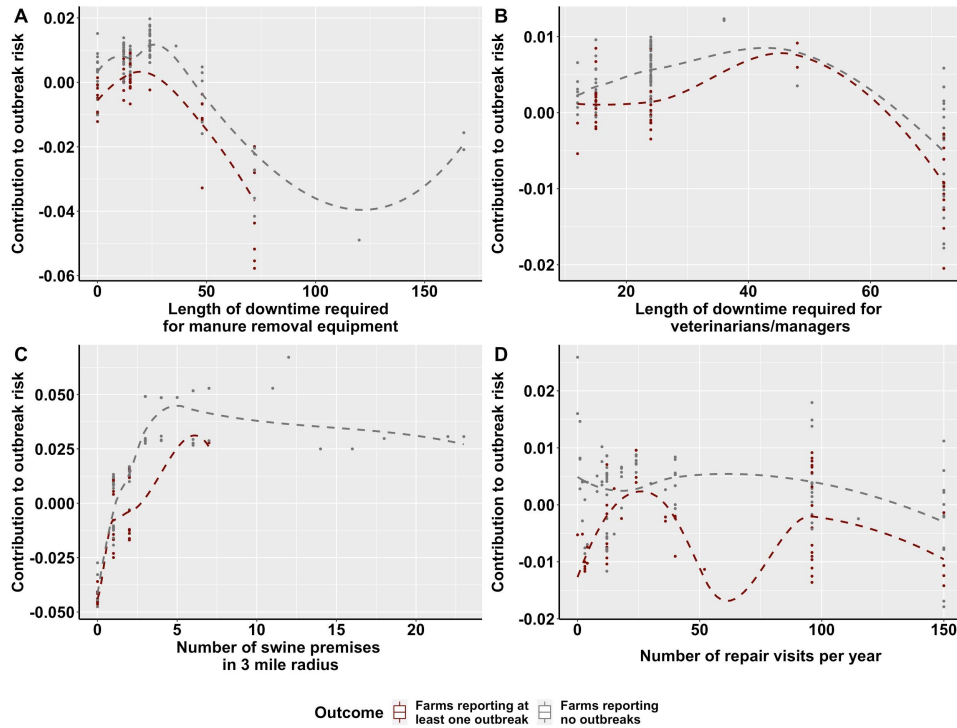 A
Contribution to outbreak risk
0.02
0.00
-0.02
-0.04
-0.06
0
50
100
150
Length of downtime required
for manure removal equipment
B
Contribution to outbreak risk
0.01
0.00
-0.01
-0.02
20
40
60
Length of downtime required for
veterinarians/managers
C
Contribution to outbreak risk
0.050
0.025
0.000
-0.025
-0.050
0
5
10
15
20
Number of swine premises
in 3 mile radius
D
Contribution to outbreak risk
0.02
0.01
0.00
-0.01
-0.02
0
50
100
150
Number of repair visits per year
Outcome
Farms reporting at
least one outbreak
Farms reporting
no outbreaks